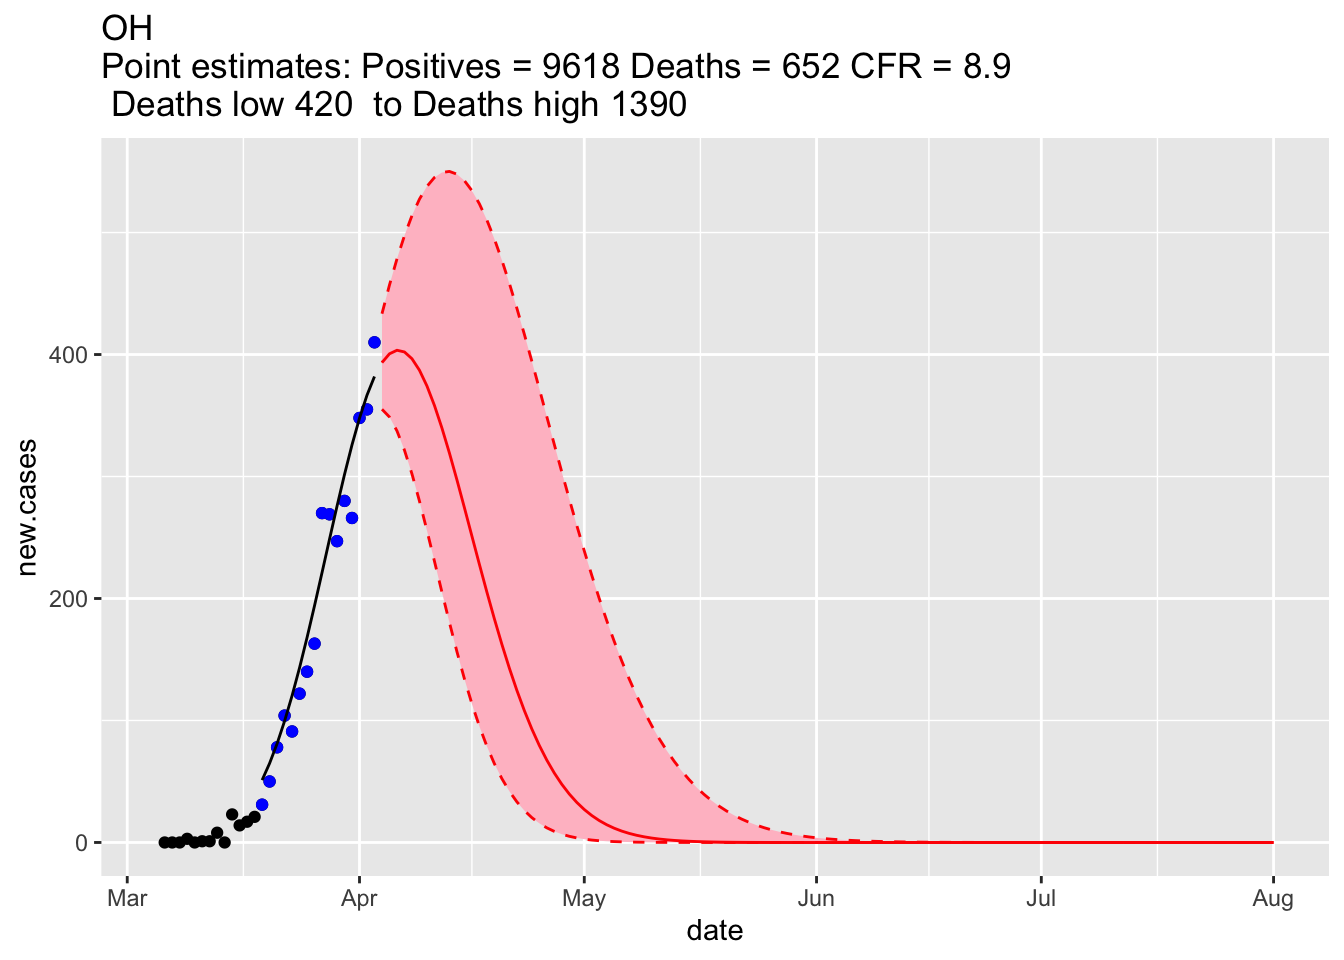 OH
Point estimates: Positives = 9618 Deaths = 652 CFR = 8.9
Deaths low 420  to Deaths high 1390
400
200
0
new.cases
Mar Apr May Jun Jul Aug
date